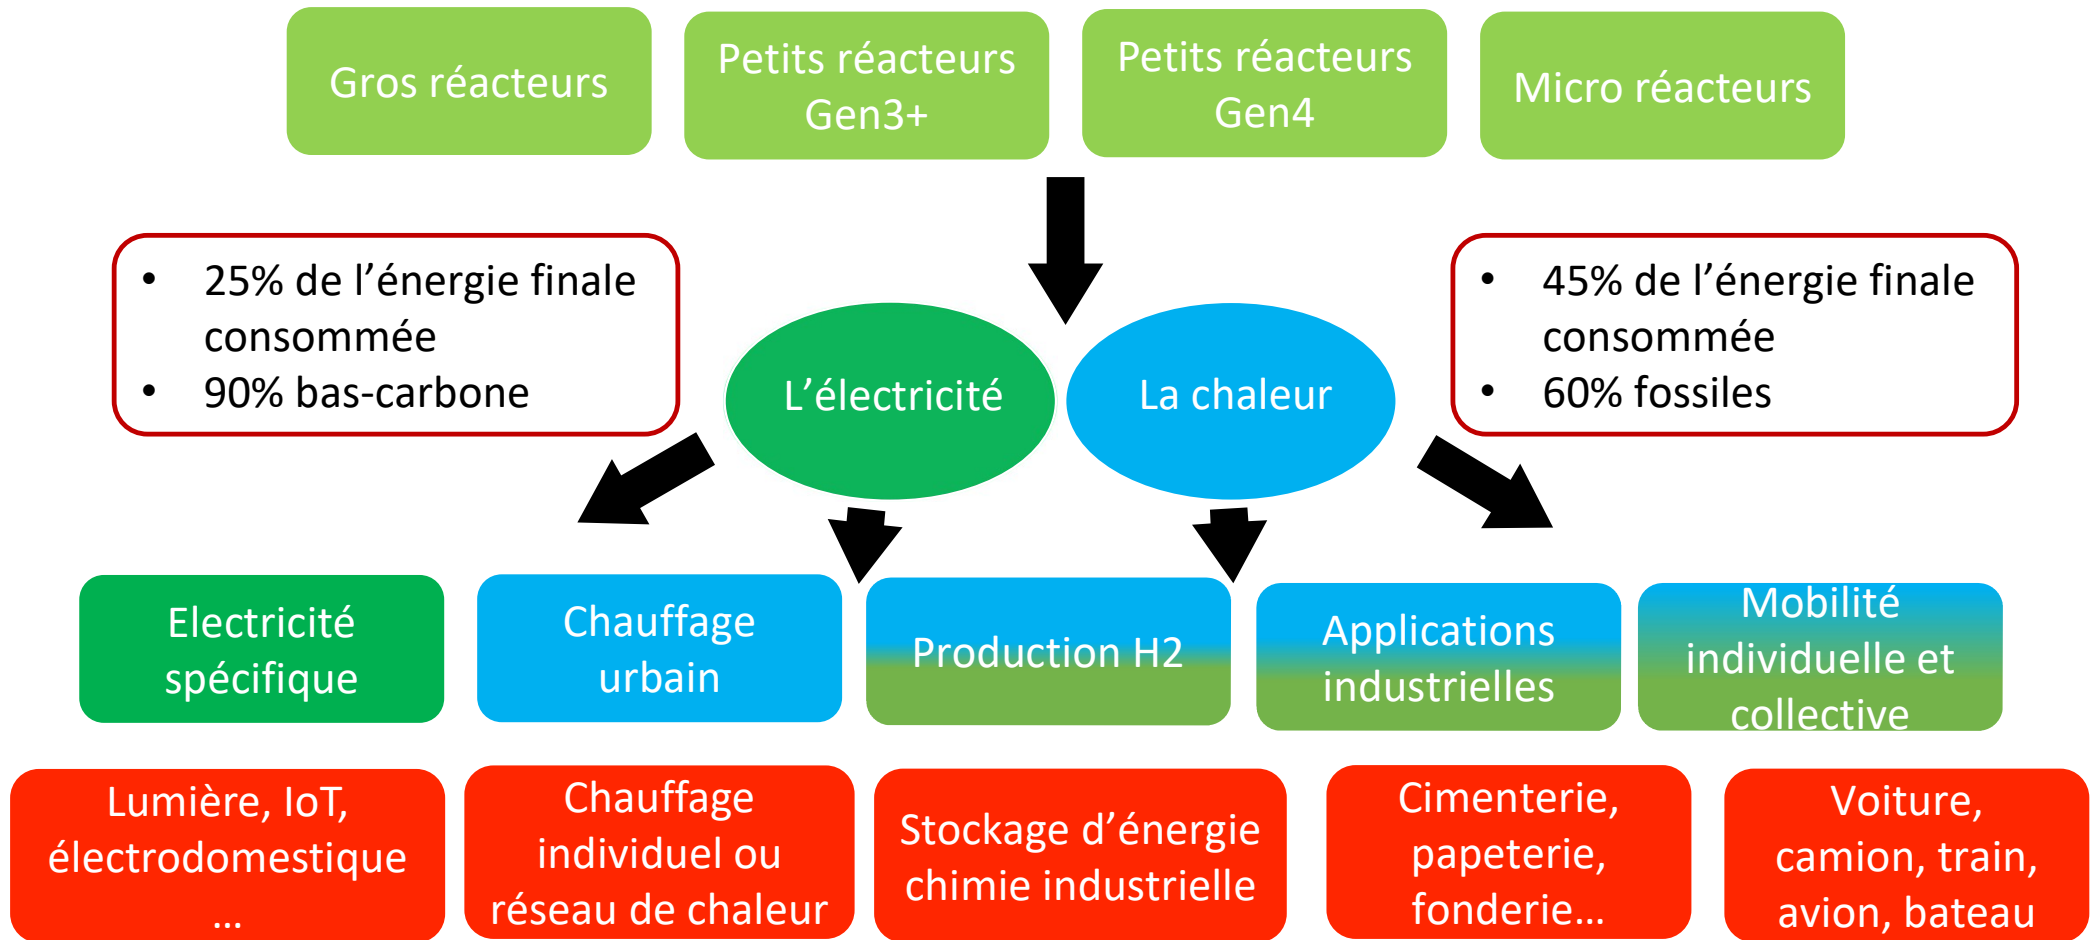 Gros réacteurs
Petits réacteurs
Gen3+
Petits réacteurs
Gen4
Micro réacteurs
• 25% de l’énergie finale
consommée
• 90% bas-carbone
L’électricité
La chaleur
• 45% de l’énergie finale
consommée
• 60% fossiles
Electricité
spécifique
Chauffage
urbain
Production H2
Applications
industrielles
Mobilité
individuelle et
collective
Lumière, IoT,
électrodomestique
…
Chauffage
individuel ou
réseau de chaleur
Stockage d’énergie
chimie industrielle
Cimenterie,
papeterie,
fonderie…
Voiture,
camion, train,
avion, bateau